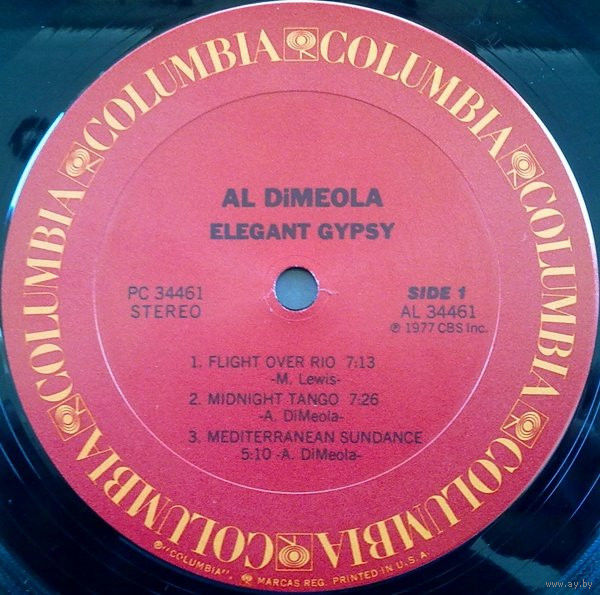 COLUMBIA COLUMBIA COLUMBIA COLUMBIA COLUMBIA COLUMBIA COLUMBIA
AL DiMEOLA
ELEGANT GYPSY
PC 34461
STEREO
SIDE 1
AL 34461
℗ 1977 CBS Inc.
1. FLIGHT OVER RIO 7:13
-M. Lewis-
2. MIDNIGHT TANGO 7:26
-A. DiMeola-
3. MEDITERRANEAN SUNDANCE
5:10 -A. DiMeola-
℗"COLUMBIA", MARCAS REG. PRINTED IN U.S.A.
www.ay.by